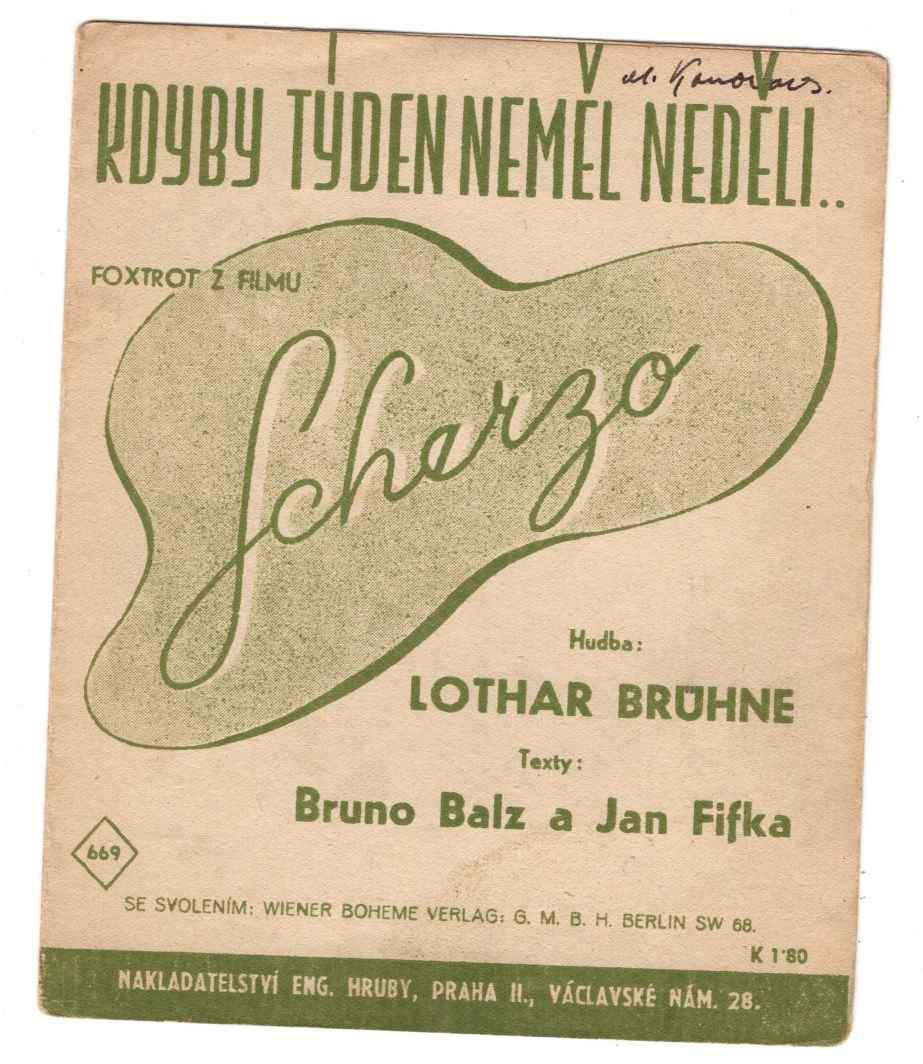 KDYBY TÝDEN NEMĚL NEDĚLI..
FOXTROT Z FILMU
Scherzo
Hudba:
LOTHAR BRÜHNE
Texty:
Bruno Balz a Jan Fifka
669
SE SVOLENÍM: WIENER BOHEME VERLAG: G. M. B. H. BERLIN SW 68.
K 1·80
NAKLADATELSTVÍ ENG. HRUBY, PRAHA II., VÁCLAVSKÉ NÁM. 28.